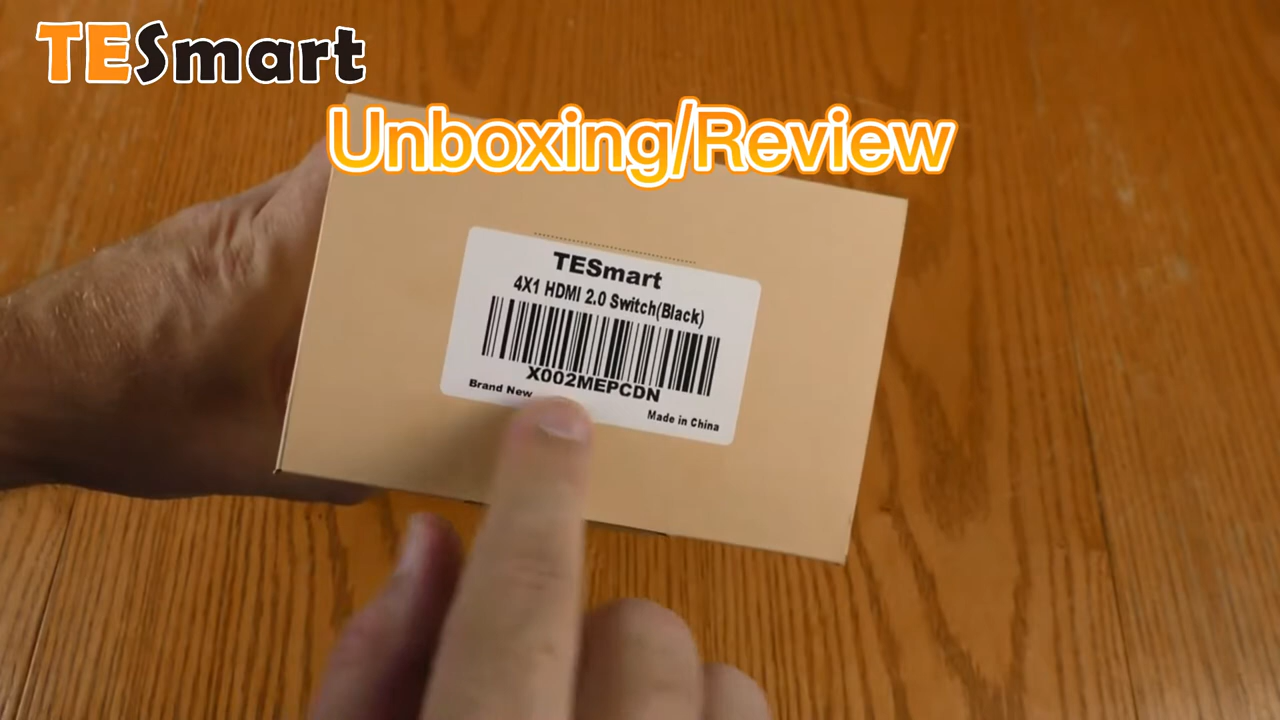 TESmart
Unboxing/Review
TESmart
4X1 HDMI 2.0 Switch(Black)
X002MEPCDN
Brand New
Made in China